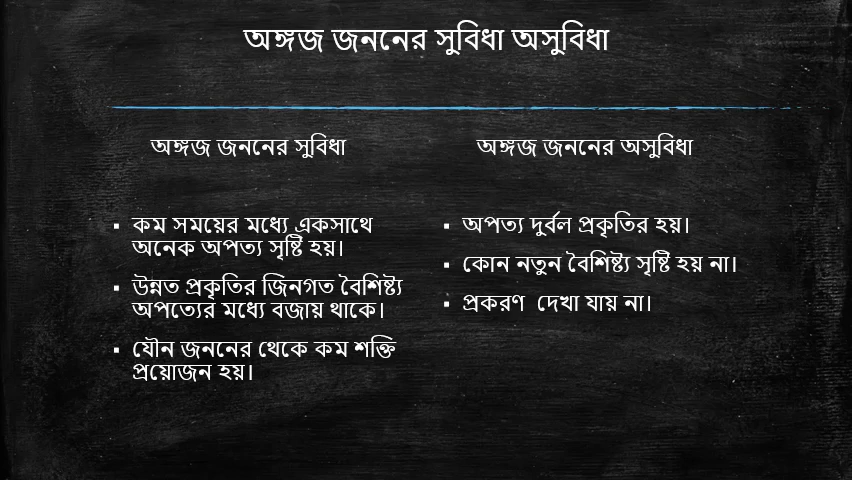 অঙ্গজ জননের সুবিধা অসুবিধা
অঙ্গজ জননের সুবিধা
▪ কম সময়ের মধ্যে একসাথে
অনেক অপত্য সৃষ্টি হয়।
▪ উন্নত প্রকৃতির জিনগত বৈশিষ্ট্য
অপত্যের মধ্যে বজায় থাকে।
▪ যৌন জননের থেকে কম শক্তি
প্রয়োজন হয়।
অঙ্গজ জননের অসুবিধা
▪ অপত্য দুর্বল প্রকৃতির হয়।
▪ কোন নতুন বৈশিষ্ট্য সৃষ্টি হয় না।
▪ প্রকরণ দেখা যায় না।